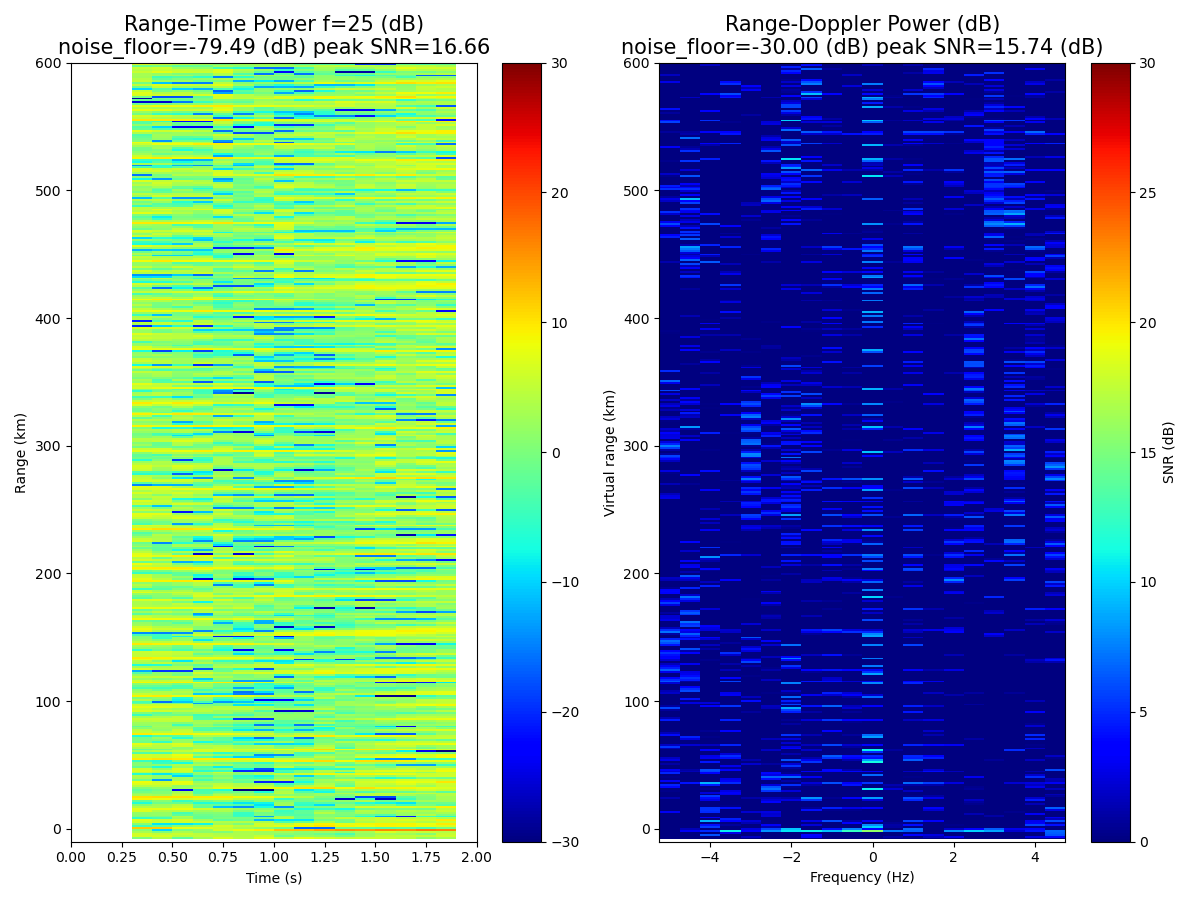 Range-Time Power f=25 (dB)
noise_floor=-79.49 (dB) peak SNR=16.66
Range-Doppler Power (dB)
noise_floor=-30.00 (dB) peak SNR=15.74 (dB)
600
500
400
300
200
100
0
Range (km)
0.00 0.25 0.50 0.75 1.00 1.25 1.50 1.75 2.00
Time (s)
30
20
10
0
−10
−20
−30
600
500
400
300
200
100
0
Virtual range (km)
−4 −2 0 2 4
Frequency (Hz)
30
25
20
15
10
5
0
SNR (dB)